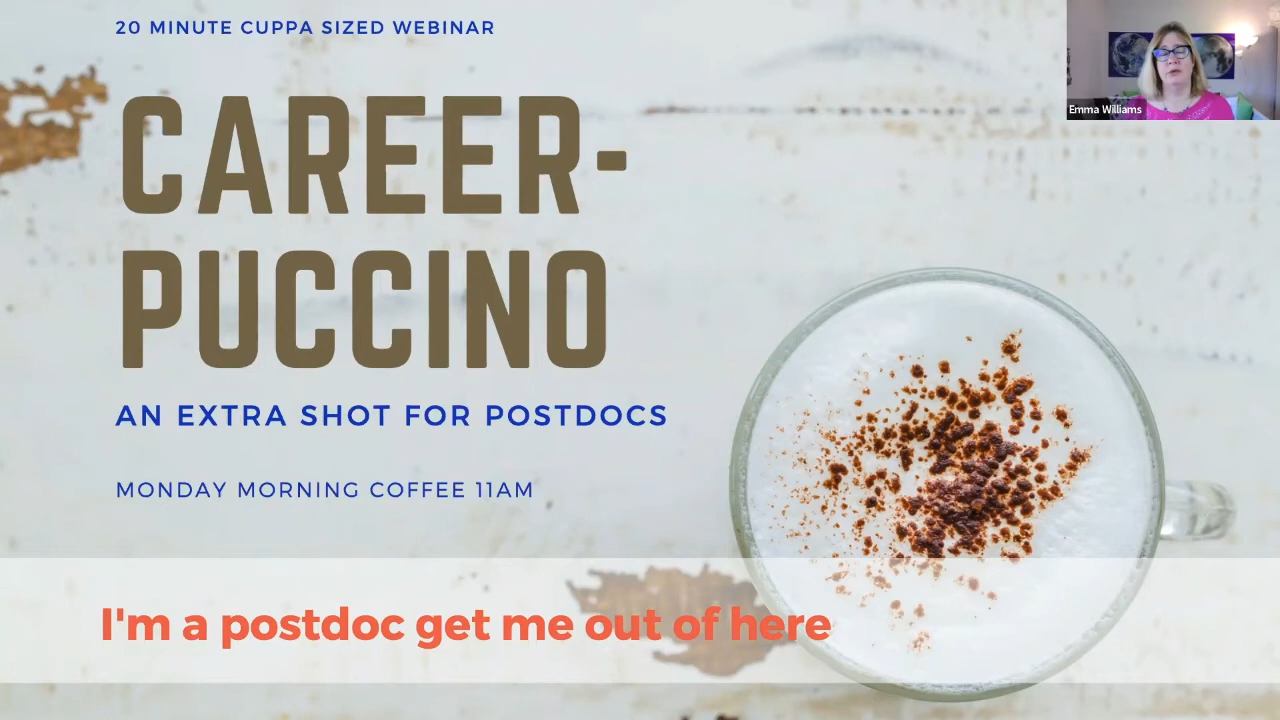 20 MINUTE CUPPA SIZED WEBINAR
CAREER-
PUCCINO
AN EXTRA SHOT FOR POSTDOCS
MONDAY MORNING COFFEE 11AM
I'm a postdoc get me out of here
Emma Williams